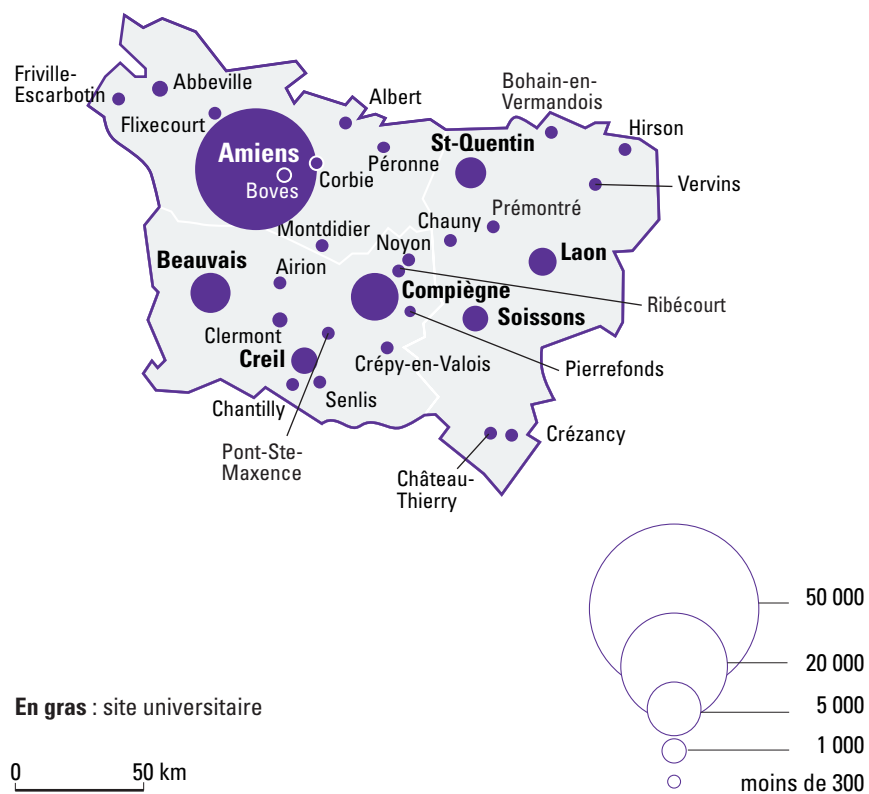 Friville-
Escarbotin
Abbeville
Flixecourt
Albert
Bohain-en-
Vermandois
Hirson
St-Quentin
Amiens
Péronne
Corbie
Boves
Vervins
Prémontré
Chauny
Montdidier
Noyon
Beauvais
Airion
Laon
Compiègne
Ribécourt
Soissons
Clermont
Creil
Crépy-en-Valois
Pierrefonds
Chantilly
Senlis
Pont-Ste-
Maxence
Crézancy
Château-
Thierry
50 000
20 000
5 000
1 000
moins de 300
En gras : site universitaire
0 50 km